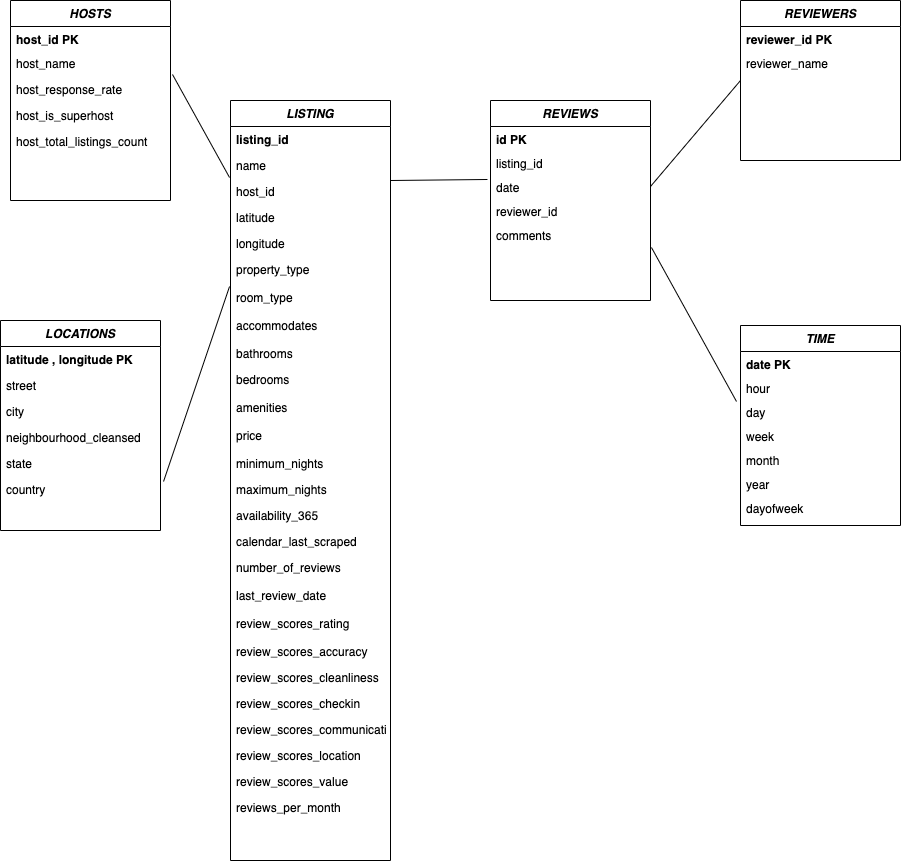 HOSTS
host_id PK
host_name
host_response_rate
host_is_superhost
host_total_listings_count
LOCATIONS
latitude , longitude PK
street
city
neighbourhood_cleansed
state
country
LISTING
listing_id
name
host_id
latitude
longitude
property_type
room_type
accommodates
bathrooms
bedrooms
amenities
price
minimum_nights
maximum_nights
availability_365
calendar_last_scraped
number_of_reviews
last_review_date
review_scores_rating
review_scores_accuracy
review_scores_cleanliness
review_scores_checkin
review_scores_communicati
review_scores_location
review_scores_value
reviews_per_month
REVIEWS
id PK
listing_id
date
reviewer_id
comments
REVIEWERS
reviewer_id PK
reviewer_name
TIME
date PK
hour
day
week
month
year
dayofweek